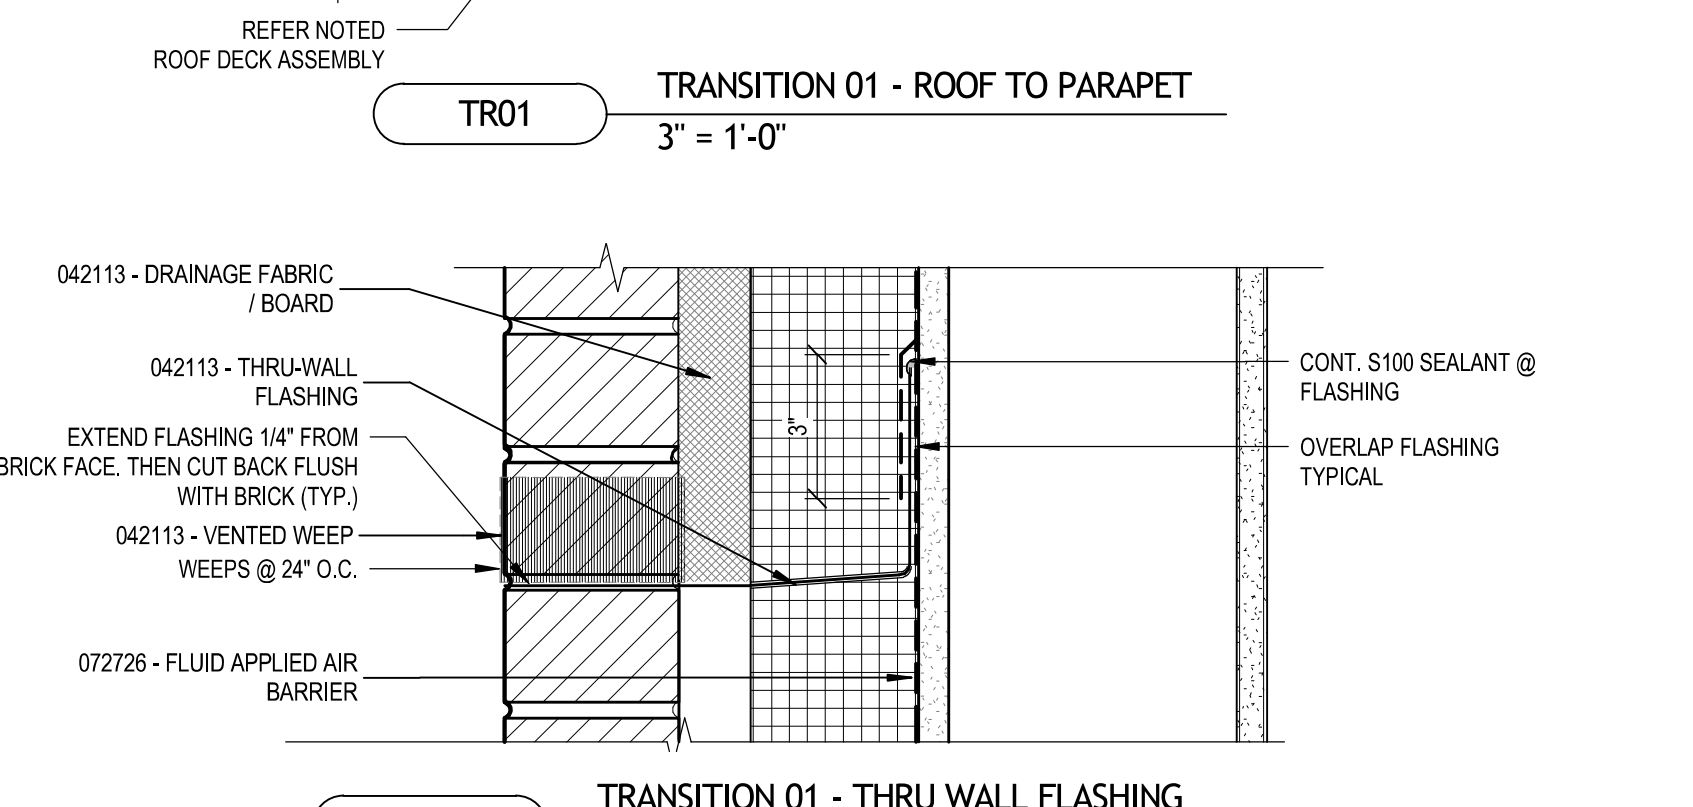 REFER NOTED
ROOF DECK ASSEMBLY
TR01
TRANSITION 01 - ROOF TO PARAPET
3" = 1'-0"
042113 - DRAINAGE FABRIC
/ BOARD
042113 - THRU-WALL
FLASHING
EXTEND FLASHING 1/4" FROM
BRICK FACE. THEN CUT BACK FLUSH
WITH BRICK (TYP.)
042113 - VENTED WEEP
WEEPS @ 24" O.C.
072726 - FLUID APPLIED AIR
BARRIER
3"
CONT. S100 SEALANT @
FLASHING
OVERLAP FLASHING
TYPICAL
TRANSITION 01 - THRU WALL FLASHING